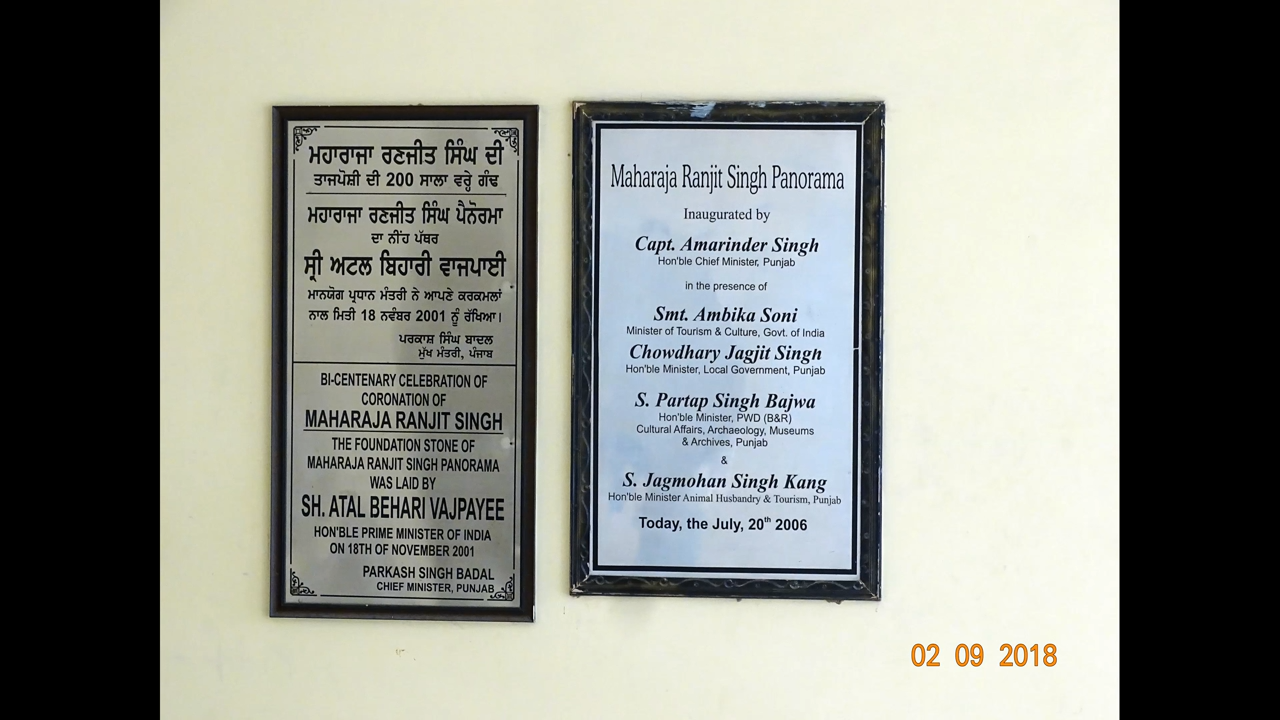 ਮਹਾਰਾਜਾ ਰਣਜੀਤ ਸਿੰਘ ਦੀ
ਤਾਜਪੋਸ਼ੀ ਦੀ 200 ਸਾਲਾ ਵਰ੍ਹੇ ਗੰਢ
ਮਹਾਰਾਜਾ ਰਣਜੀਤ ਸਿੰਘ ਪੈਨੋਰਮਾ
ਦਾ ਨੀਂਹ ਪੱਥਰ
ਸ੍ਰੀ ਅਟਲ ਬਿਹਾਰੀ ਵਾਜਪਾਈ
ਮਾਨਯੋਗ ਪ੍ਰਧਾਨ ਮੰਤਰੀ ਨੇ ਆਪਣੇ ਕਰਕਮਲਾਂ
ਨਾਲ ਮਿਤੀ 18 ਨਵੰਬਰ 2001 ਨੂੰ ਰੱਖਿਆ।
ਪਰਕਾਸ਼ ਸਿੰਘ ਬਾਦਲ
ਮੁੱਖ ਮੰਤਰੀ, ਪੰਜਾਬ
BI-CENTENARY CELEBRATION OF
CORONATION OF
MAHARAJA RANJIT SINGH
THE FOUNDATION STONE OF
MAHARAJA RANJIT SINGH PANORAMA
WAS LAID BY
SH. ATAL BEHARI VAJPAYEE
HON'BLE PRIME MINISTER OF INDIA
ON 18TH OF NOVEMBER 2001
PARKASH SINGH BADAL
CHIEF MINISTER, PUNJAB
Maharaja Ranjit Singh Panorama
Inaugurated by
Capt. Amarinder Singh
Hon'ble Chief Minister, Punjab
in the presence of
Smt. Ambika Soni
Minister of Tourism & Culture, Govt. of India
Chowdhary Jagjit Singh
Hon'ble Minister, Local Government, Punjab
S. Partap Singh Bajwa
Hon'ble Minister, PWD (B&R)
Cultural Affairs, Archaeology, Museums
& Archives, Punjab
&
S. Jagmohan Singh Kang
Hon'ble Minister Animal Husbandry & Tourism, Punjab
Today, the July, 20th 2006
02 09 2018